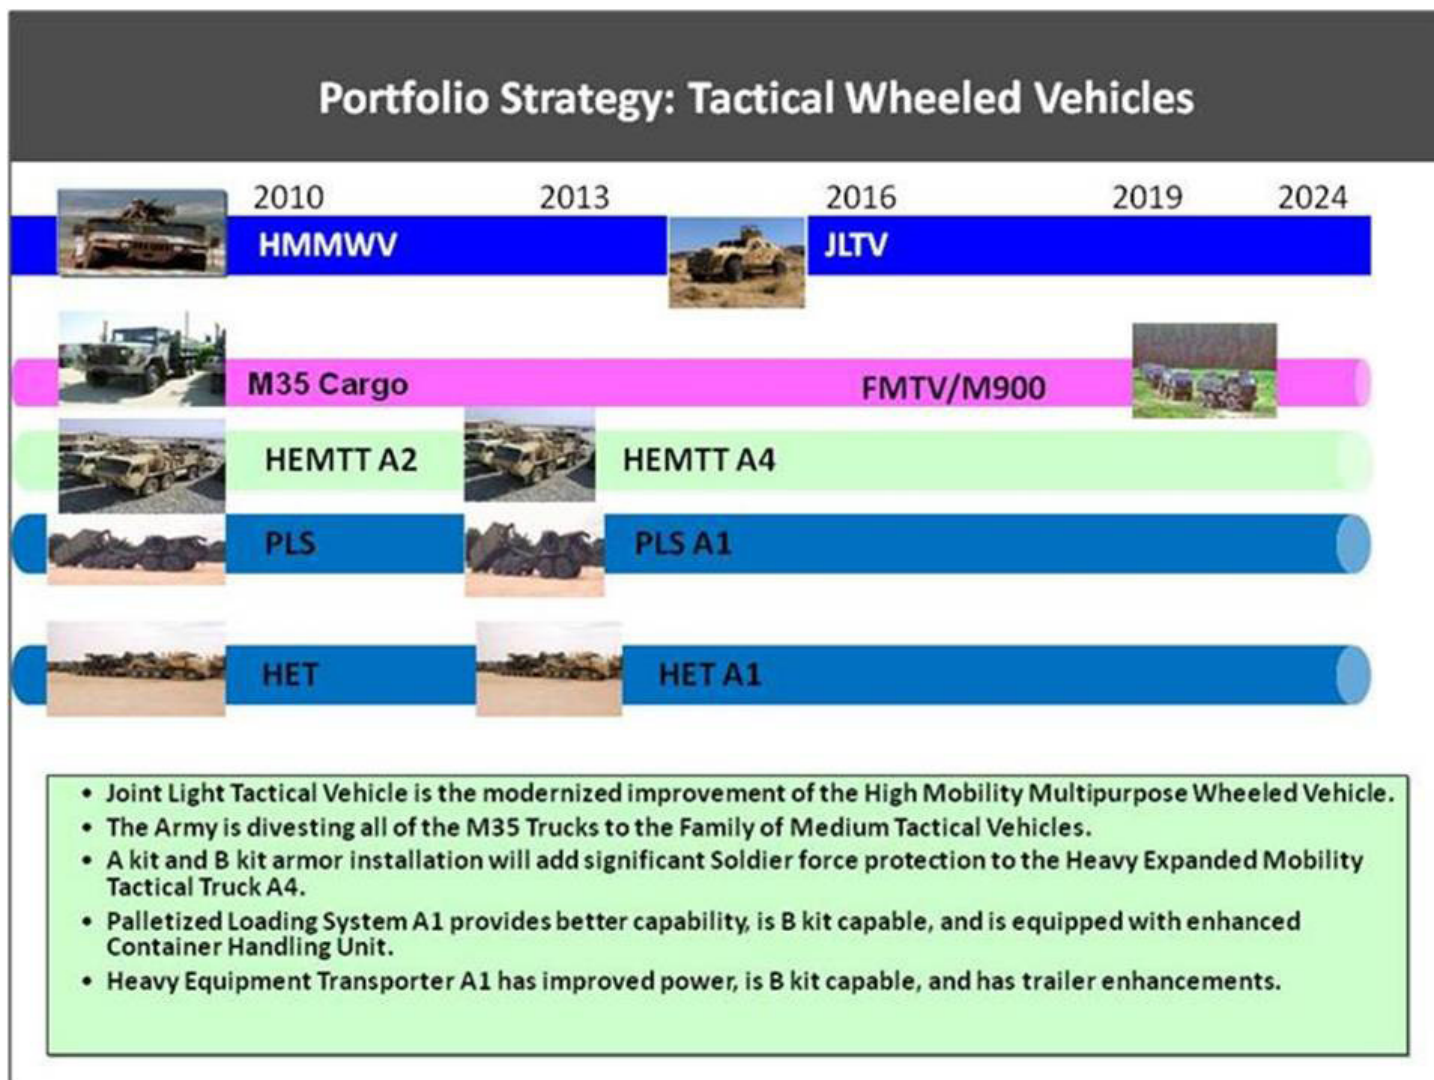 Portfolio Strategy: Tactical Wheeled Vehicles
2010 2013 2016 2019 2024
HMMWV JLTV
M35 Cargo FMTV/M900
HEMTT A2 HEMTT A4
PLS PLS A1
HET HET A1
• Joint Light Tactical Vehicle is the modernized improvement of the High Mobility Multipurpose Wheeled Vehicle.
• The Army is divesting all of the M35 Trucks to the Family of Medium Tactical Vehicles.
• A kit and B kit armor installation will add significant Soldier force protection to the Heavy Expanded Mobility
Tactical Truck A4.
• Palletized Loading System A1 provides better capability, is B kit capable, and is equipped with enhanced
Container Handling Unit.
• Heavy Equipment Transporter A1 has improved power, is B kit capable, and has trailer enhancements.